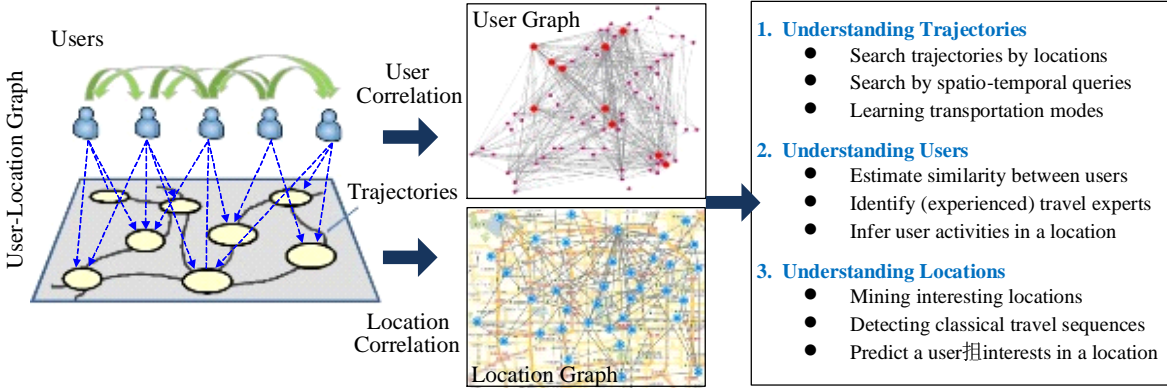 Users
User-Location Graph
Trajectories
User
Correlation
Location
Correlation
User Graph
Location Graph
1. Understanding Trajectories
● Search trajectories by locations
● Search by spatio-temporal queries
● Learning transportation modes
2. Understanding Users
● Estimate similarity between users
● Identify (experienced) travel experts
● Infer user activities in a location
3. Understanding Locations
● Mining interesting locations
● Detecting classical travel sequences
● Predict a user担interests in a location